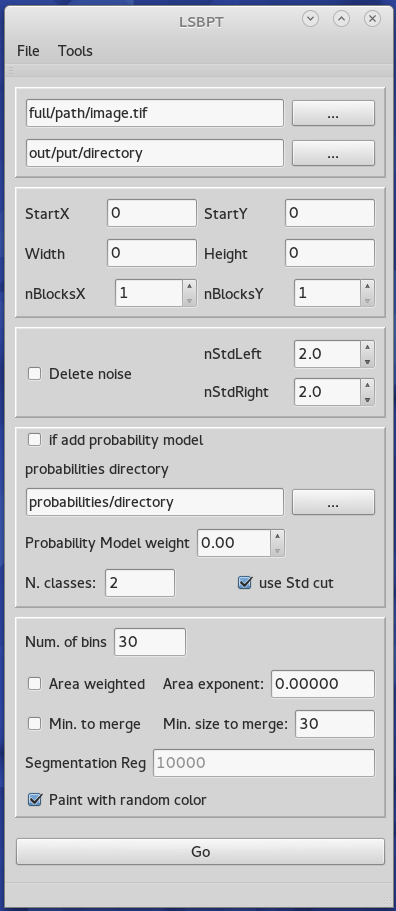 LSBPT
File Tools
full/path/image.tif ...
out/put/directory ...
StartX 0 StartY 0
Width 0 Height 0
nBlocksX 1 nBlocksY 1
nStdLeft 2.0
Delete noise
nStdRight 2.0
if add probability model
probabilities directory
probabilities/directory ...
Probability Model weight 0.00
N. classes: 2 use Std cut
Num. of bins 30
Area weighted Area exponent: 0.00000
Min. to merge Min. size to merge: 30
Segmentation Reg 10000
Paint with random color
Go